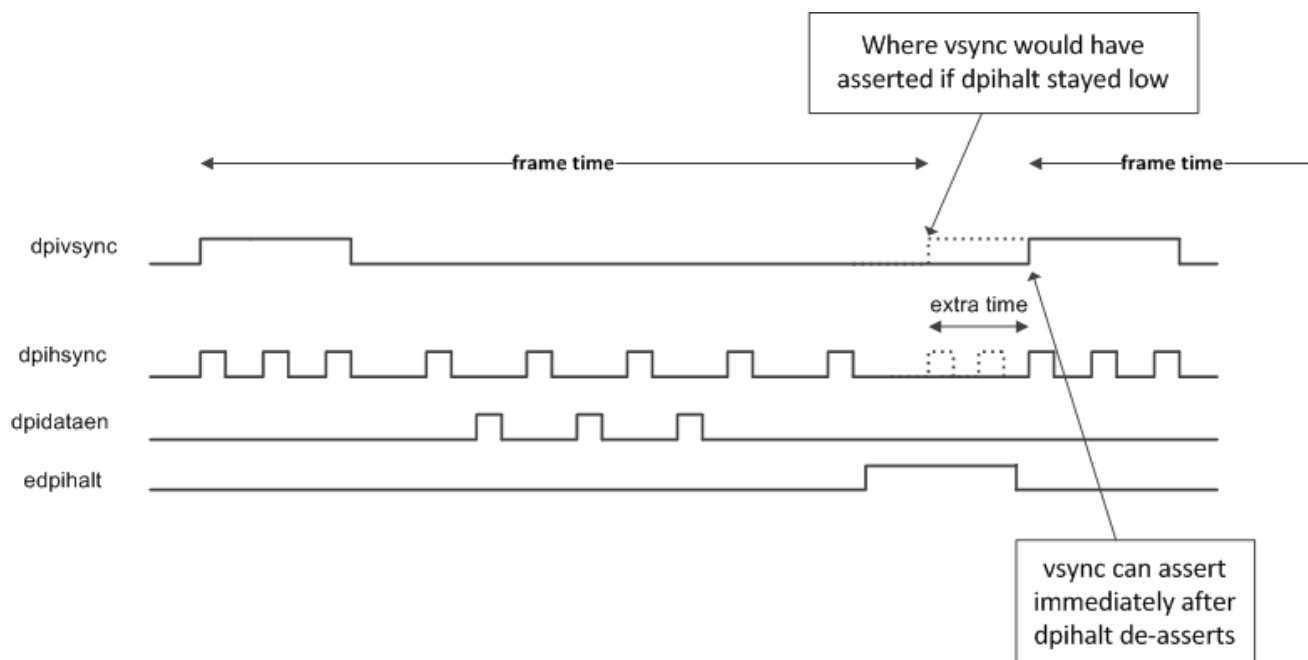 Where vsync would have
asserted if dpihalt stayed low
frame time
frame time
dpivsync
extra time
dpihsync
dpidataen
edpihalt
vsync can assert
immediately after
dpihalt de-asserts